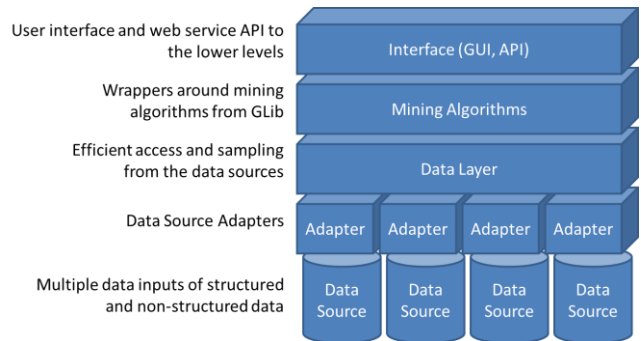 User interface and web service API to
the lower levels
Interface (GUI, API)
Wrappers around mining
algorithms from GLib
Mining Algorithms
Efficient access and sampling
from the data sources
Data Layer
Data Source Adapters
Adapter
Adapter
Adapter
Adapter
Multiple data inputs of structured
and non-structured data
Data
Source
Data
Source
Data
Source
Data
Source